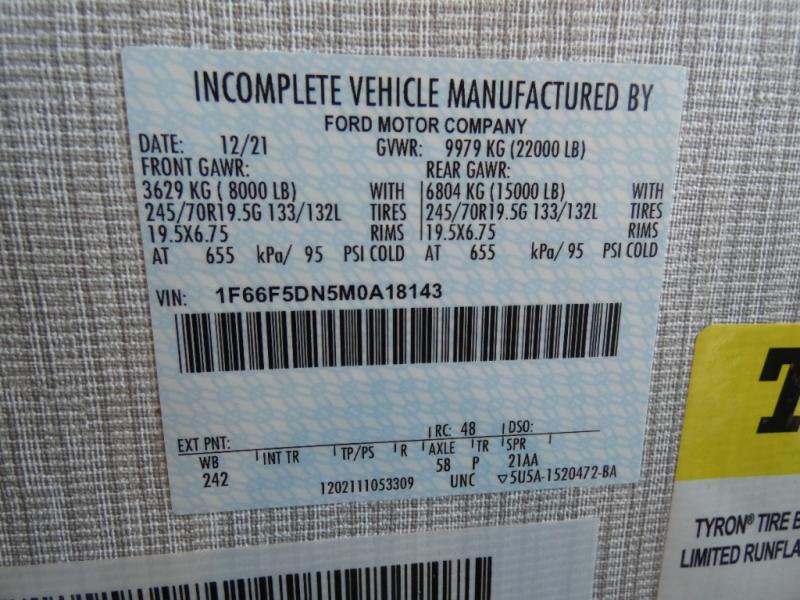 INCOMPLETE VEHICLE MANUFACTURED BY
FORD MOTOR COMPANY
DATE: 12/21 GVWR: 9979 KG (22000 LB)
FRONT GAWR: REAR GAWR:
3629 KG ( 8000 LB) WITH 6804 KG (15000 LB) WITH
245/70R19.5G 133/132L TIRES 245/70R19.5G 133/132L TIRES
19.5X6.75 RIMS 19.5X6.75 RIMS
AT 655 kPa/ 95 PSI COLD AT 655 kPa/ 95 PSI COLD
VIN: 1F66F5DN5M0A18143
EXT PNT: RC: 48 DSO:
WB INT TR TP/PS R AXLE TR SPR
242 58 P 21AA
1202111053309 UNC ▽5U5A-1520472-BA
TYRON® TIRE
LIMITED RUNFLA